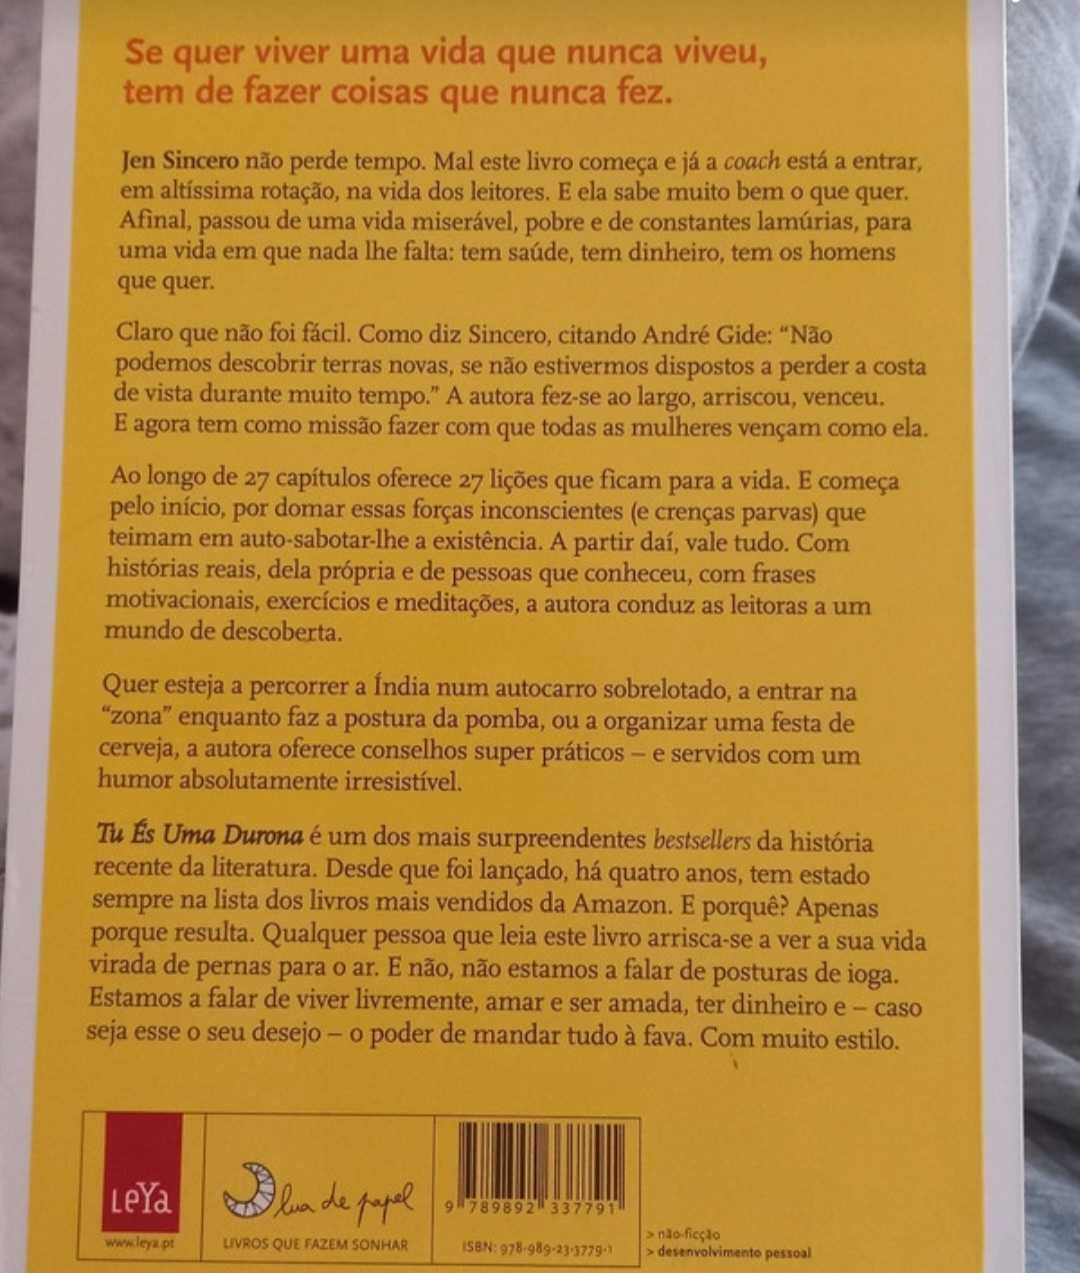 Se quer viver uma vida que nunca viveu,
tem de fazer coisas que nunca fez.
Jen Sincero não perde tempo. Mal este livro começa e já a coach está a entrar,
em altíssima rotação, na vida dos leitores. E ela sabe muito bem o que quer.
Afinal, passou de uma vida miserável, pobre e de constantes lamúrias, para
uma vida em que nada lhe falta: tem saúde, tem dinheiro, tem os homens
que quer.
Claro que não foi fácil. Como diz Sincero, citando André Gide: “Não
podemos descobrir terras novas, se não estivermos dispostos a perder a costa
de vista durante muito tempo.” A autora fez-se ao largo, arriscou, venceu.
E agora tem como missão fazer com que todas as mulheres vençam como ela.
Ao longo de 27 capítulos oferece 27 lições que ficam para a vida. E começa
pelo início, por domar essas forças inconscientes (e crenças parvas) que
teimam em auto-sabotar-lhe a existência. A partir daí, vale tudo. Com
histórias reais, dela própria e de pessoas que conheceu, com frases
motivacionais, exercícios e meditações, a autora conduz as leitoras a um
mundo de descoberta.
Quer esteja a percorrer a Índia num autocarro sobrelotado, a entrar na
“zona” enquanto faz a postura da pomba, ou a organizar uma festa de
cerveja, a autora oferece conselhos super práticos – e servidos com um
humor absolutamente irresistível.
Tu És Uma Durona é um dos mais surpreendentes bestsellers da história
recente da literatura. Desde que foi lançado, há quatro anos, tem estado
sempre na lista dos livros mais vendidos da Amazon. E porquê? Apenas
porque resulta. Qualquer pessoa que leia este livro arrisca-se a ver a sua vida
virada de pernas para o ar. E não, não estamos a falar de posturas de ioga.
Estamos a falar de viver livremente, amar e ser amada, ter dinheiro e – caso
seja esse o seu desejo – o poder de mandar tudo à fava. Com muito estilo.
LeYa
www.leya.pt
lua de papel
LIVROS QUE FAZEM SONHAR
9 789892 337791
ISBN: 978-989-23-3779-1
> não-ficção
> desenvolvimento pessoal